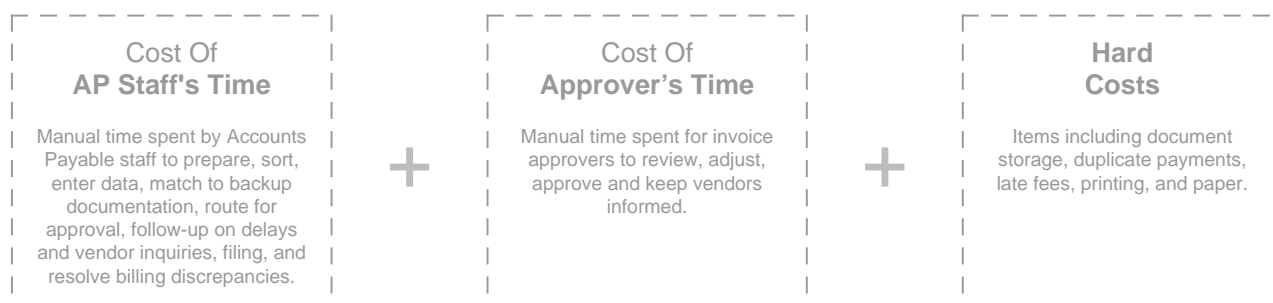 Cost Of
AP Staff's Time
Manual time spent by Accounts
Payable staff to prepare, sort,
enter data, match to backup
documentation, route for
approval, follow-up on delays
and vendor inquiries, filing, and
resolve billing discrepancies.
+
Cost Of
Approver’s Time
Manual time spent for invoice
approvers to review, adjust,
approve and keep vendors
informed.
+
Hard
Costs
Items including document
storage, duplicate payments,
late fees, printing, and paper.